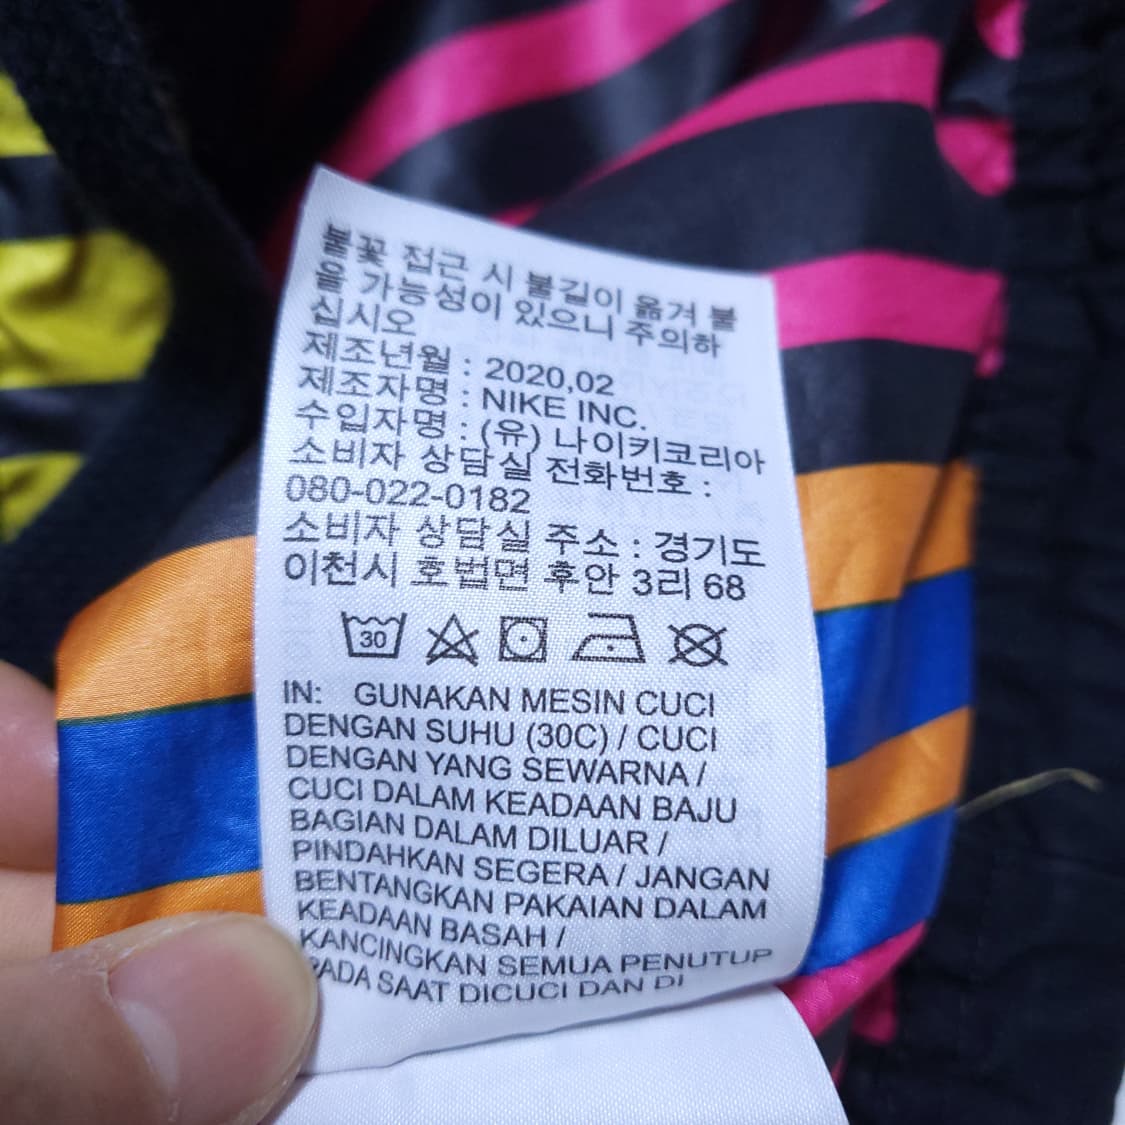 불꽃 접근 시 불길이 옮겨 붙
을 가능성이 있으니 주의하
십시오
제조년월 : 2020,02
제조자명 : NIKE INC.
수입자명 : (유) 나이키코리아
소비자 상담실 전화번호 :
080-022-0182
소비자 상담실 주소 : 경기도
이천시 호법면 후안 3리 68
30
IN: GUNAKAN MESIN CUCI
DENGAN SUHU (30C) / CUCI
DENGAN YANG SEWARNA /
CUCI DALAM KEADAAN BAJU
BAGIAN DALAM DILUAR /
PINDAHKAN SEGERA / JANGAN
BENTANGKAN PAKAIAN DALAM
KEADAAN BASAH /
KANCINGKAN SEMUA PENUTUP
PADA SAAT DICUCI DAN DI